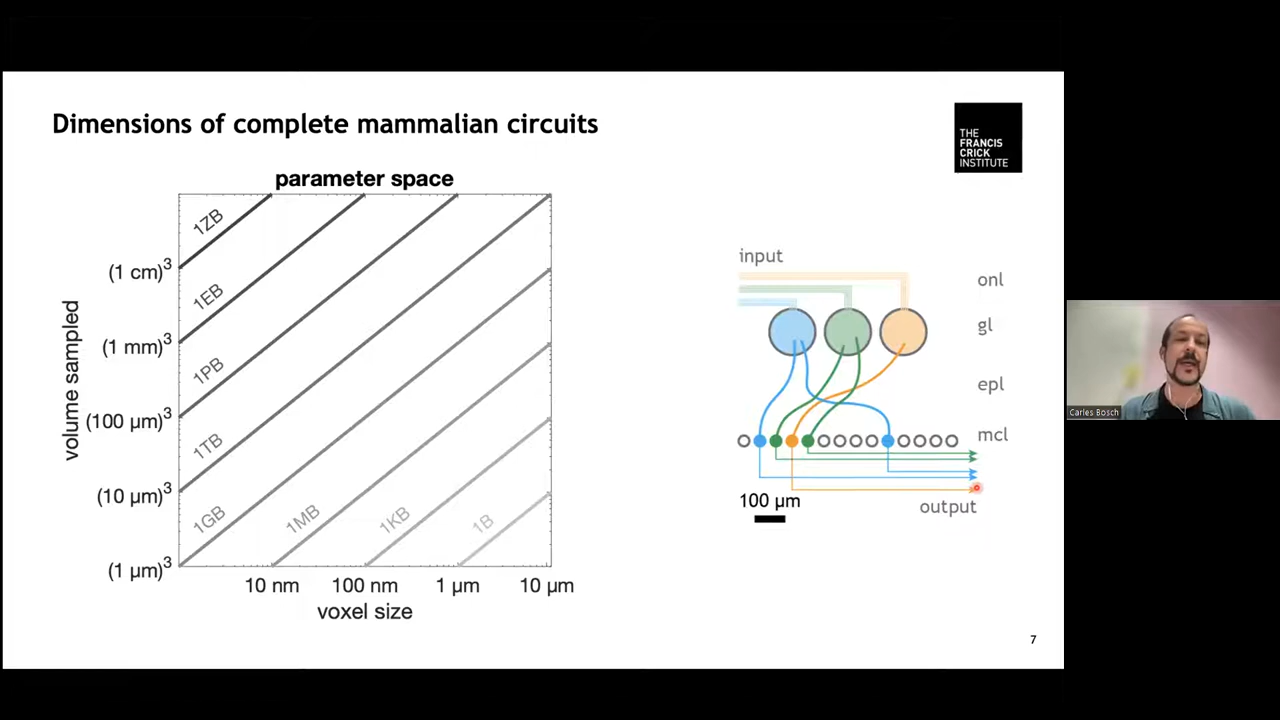 Dimensions of complete mammalian circuits
THE
FRANCIS
CRICK
INSTITUTE
parameter space
1ZB
1EB
1PB
1TB
1GB
1MB
1KB
1B
volume sampled
(1 cm)³
(1 mm)³
(100 µm)³
(10 µm)³
(1 µm)³
10 nm
100 nm
1 µm
10 µm
voxel size
input
onl
gl
epl
mcl
100 µm
output
Carles Bosch
7